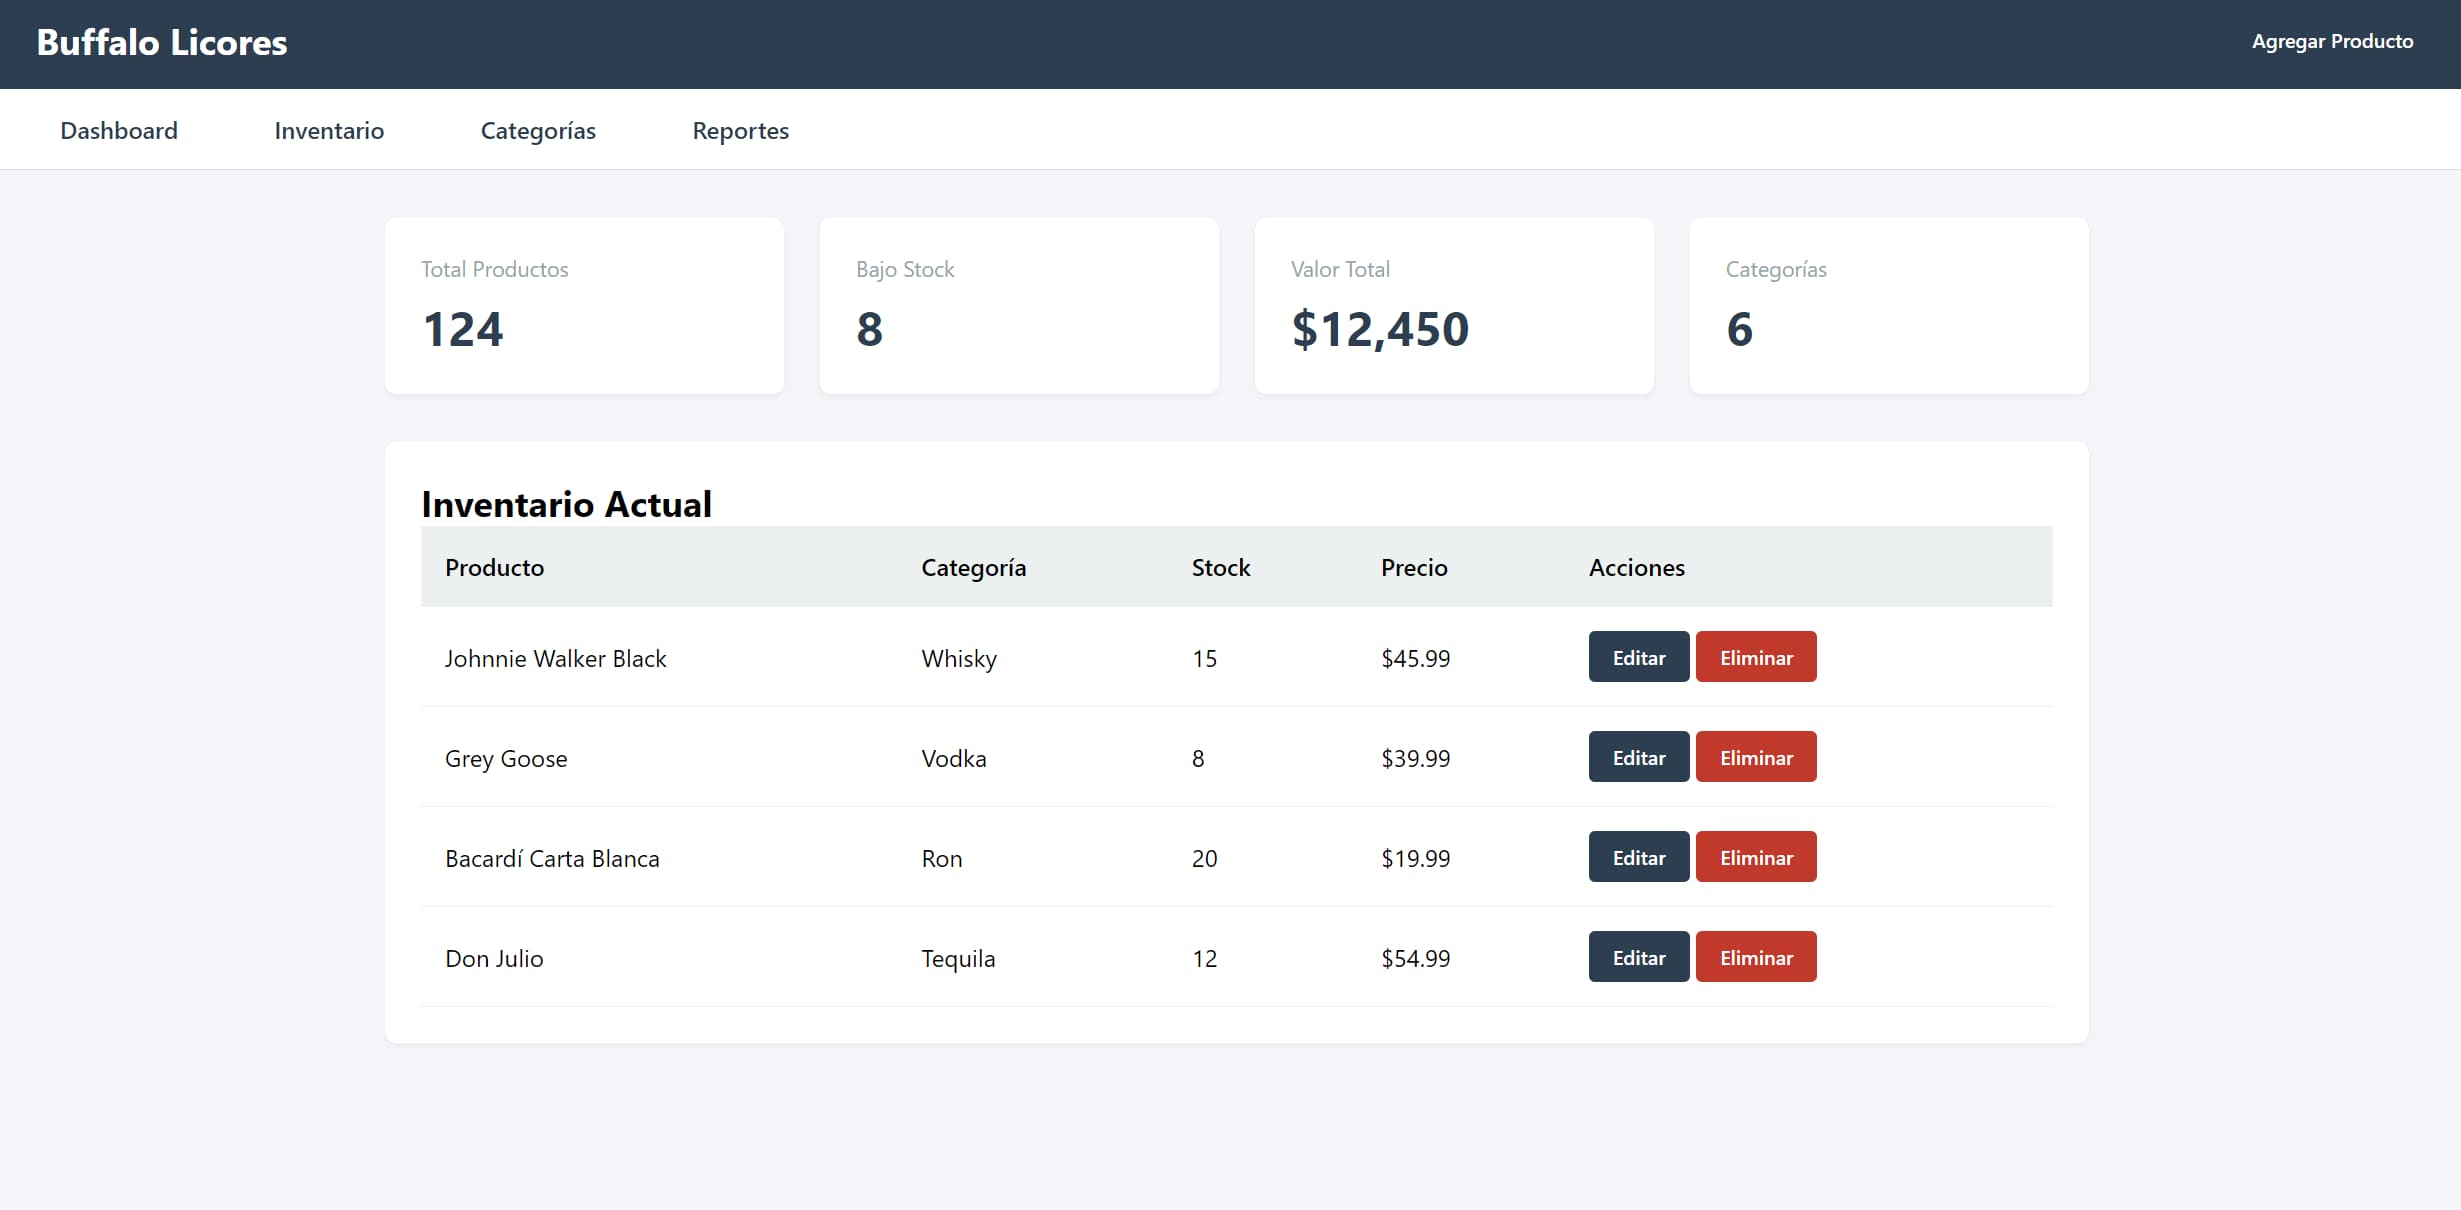 Buffalo Licores Agregar Producto
Dashboard Inventario Categorías Reportes
Total Productos Bajo Stock Valor Total Categorías
124 8 $12,450 6
Inventario Actual
Producto Categoría Stock Precio Acciones
Johnnie Walker Black Whisky 15 $45.99 Editar Eliminar
Grey Goose Vodka 8 $39.99 Editar Eliminar
Bacardí Carta Blanca Ron 20 $19.99 Editar Eliminar
Don Julio Tequila 12 $54.99 Editar Eliminar